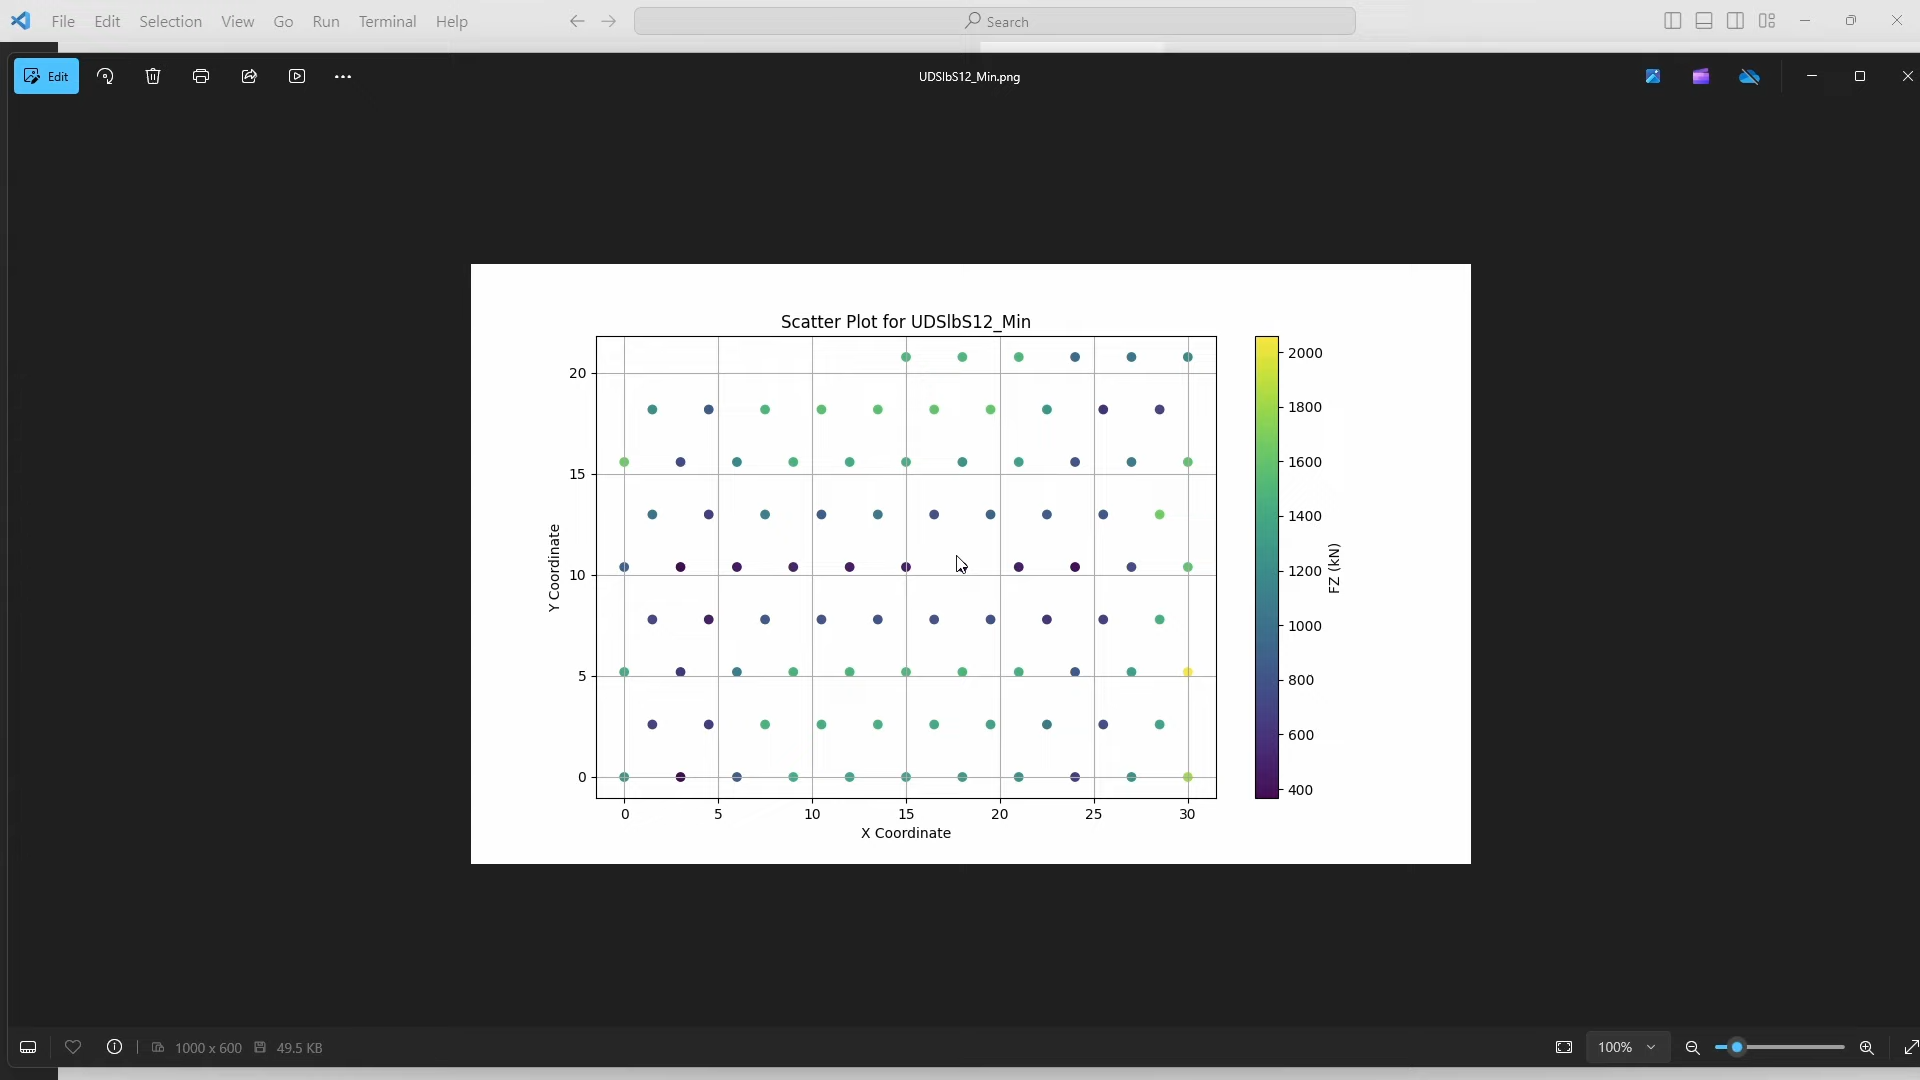 File Edit Selection View Go Run Terminal Help Search
Edit UDSlbS12_Min.png
Scatter Plot for UDSlbS12_Min
20
15
10
5
0
Y Coordinate
0 5 10 15 20 25 30
X Coordinate
2000
1800
1600
1400
1200
1000
800
600
400
FZ (kN)
1000 x 600 49.5 KB 100%